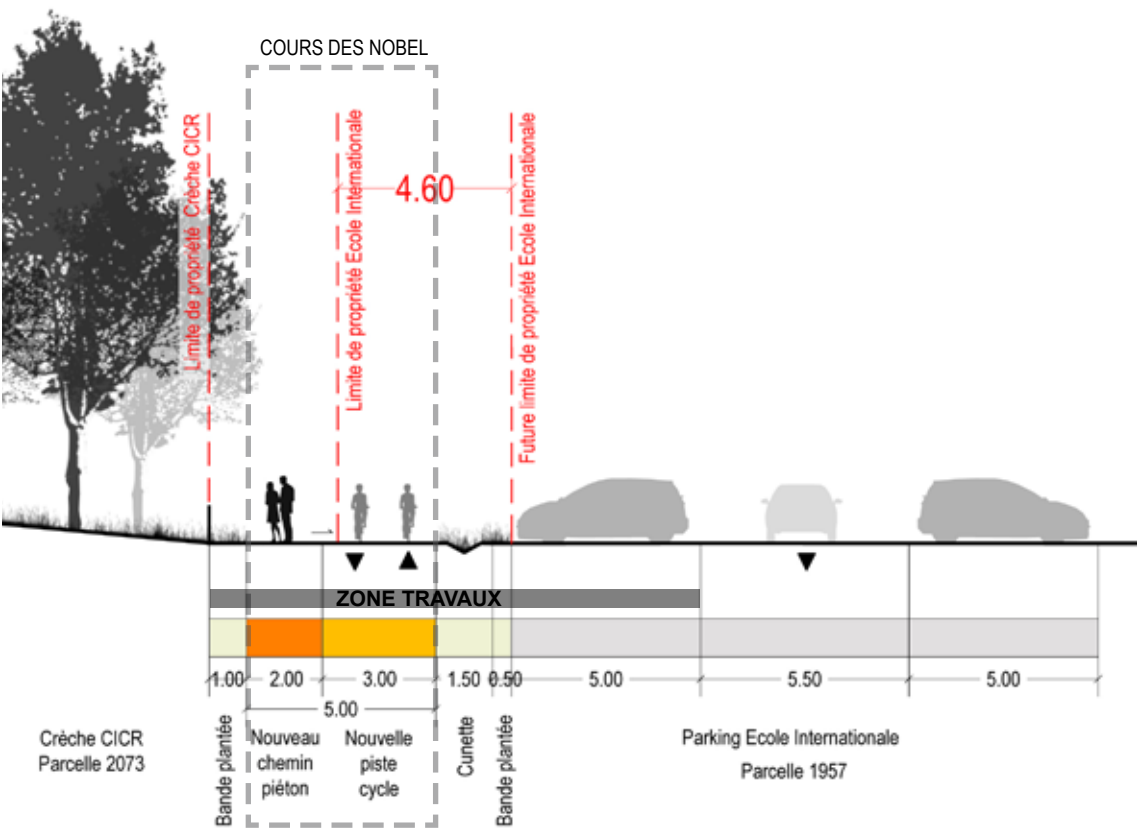 COURS DES NOBEL
Limite de propriété Crèche CICR
Limite de propriété Ecole Internationale
4.60
Future limite de propriété Ecole Internationale
ZONE TRAVAUX
1.00
2.00
3.00
1.50
0.50
5.00
5.50
5.00
5.00
Crèche CICR
Parcelle 2073
Bande plantée
Nouveau
chemin
piéton
Nouvelle
piste
cycle
Cunette
Bande plantée
Parking Ecole Internationale
Parcelle 1957